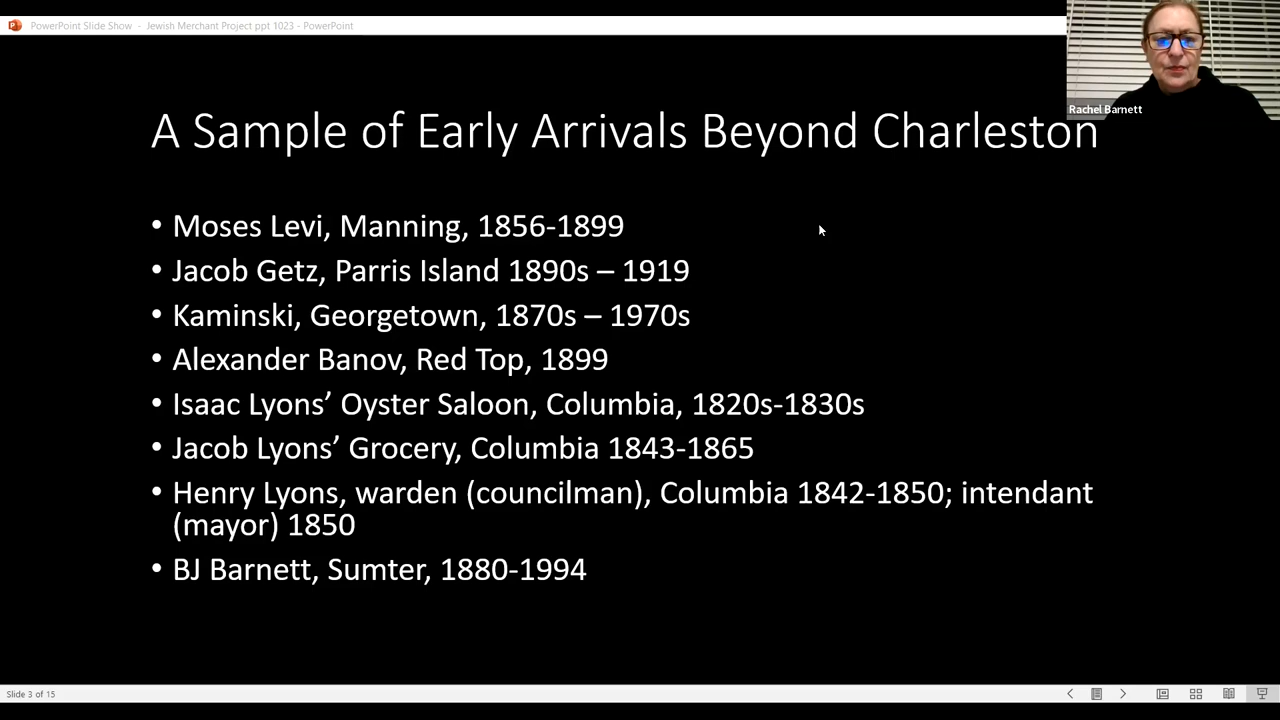 PowerPoint Slide Show - Jewish Merchant Project ppt 1023 - PowerPoint
Rachel Barnett
A Sample of Early Arrivals Beyond Charleston
• Moses Levi, Manning, 1856-1899
• Jacob Getz, Parris Island 1890s – 1919
• Kaminski, Georgetown, 1870s – 1970s
• Alexander Banov, Red Top, 1899
• Isaac Lyons’ Oyster Saloon, Columbia, 1820s-1830s
• Jacob Lyons’ Grocery, Columbia 1843-1865
• Henry Lyons, warden (councilman), Columbia 1842-1850; intendant
(mayor) 1850
• BJ Barnett, Sumter, 1880-1994
Slide 3 of 15